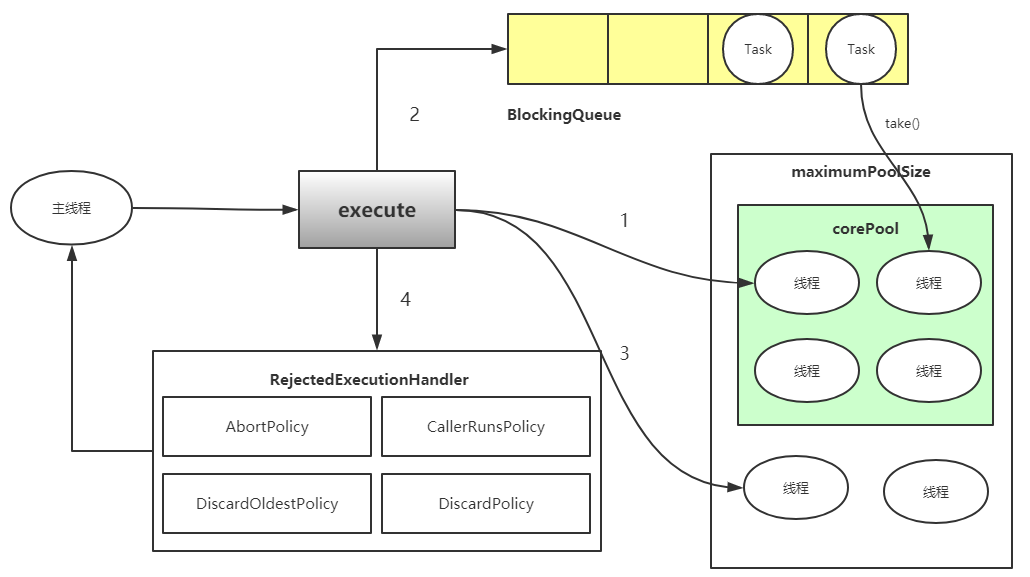 Task
Task
BlockingQueue
2
take()
maximumPoolSize
主线程
execute
1
corePool
线程
线程
4
3
线程
线程
RejectedExecutionHandler
AbortPolicy
CallerRunsPolicy
DiscardOldestPolicy
DiscardPolicy
线程
线程